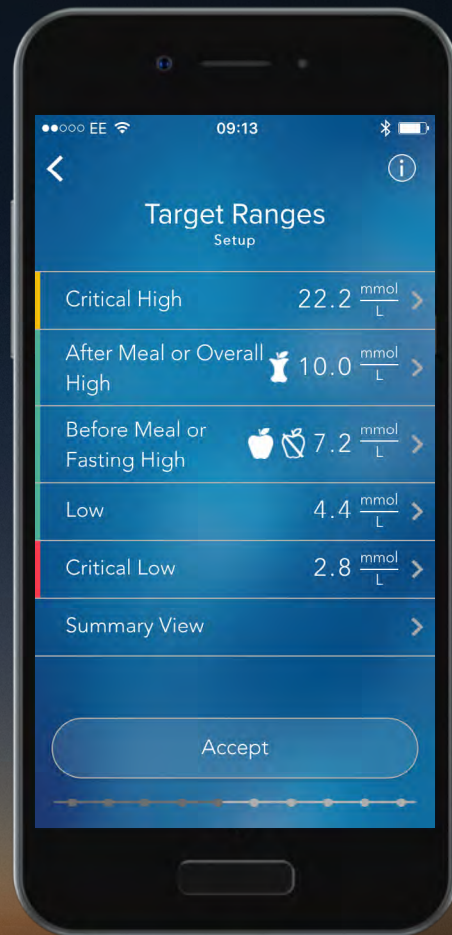 EE 09:13
Target Ranges
Setup
Critical High 22.2 mmol/L
After Meal or Overall
High 10.0 mmol/L
Before Meal or
Fasting High 7.2 mmol/L
Low 4.4 mmol/L
Critical Low 2.8 mmol/L
Summary View
Accept